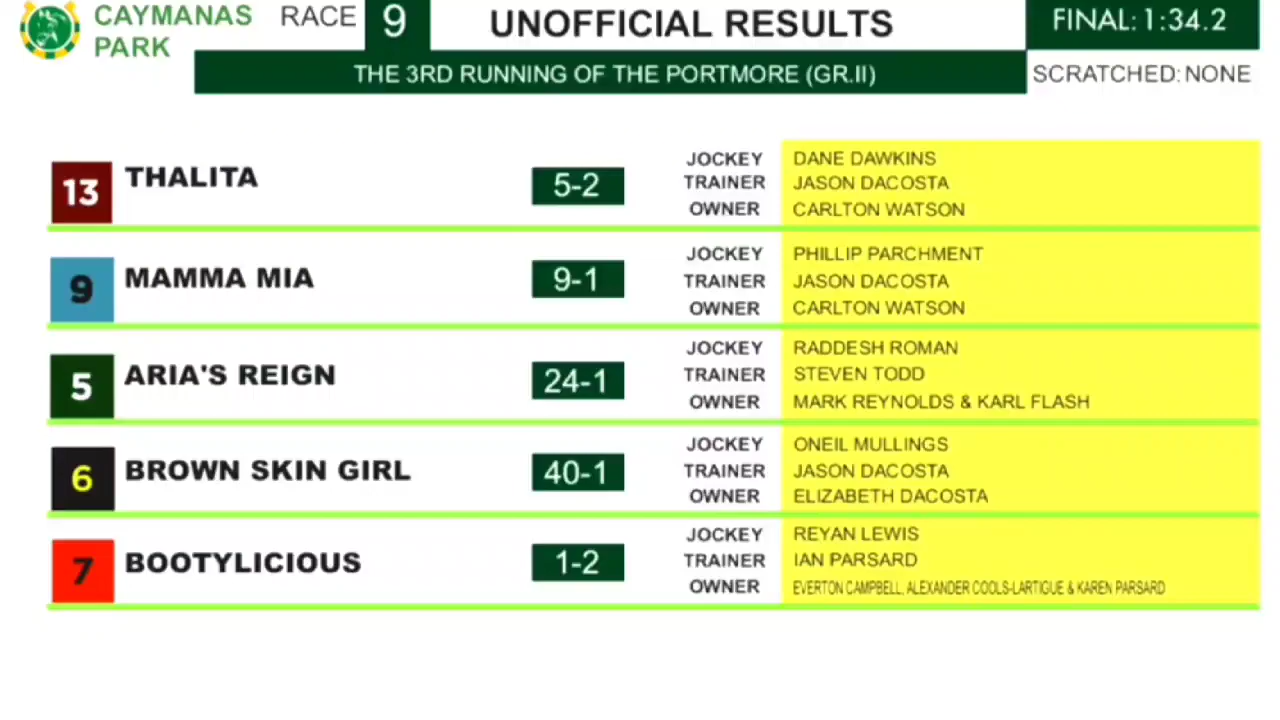 CAYMANAS PARK
RACE 9
UNOFFICIAL RESULTS
FINAL: 1:34.2
THE 3RD RUNNING OF THE PORTMORE (GR.II)
SCRATCHED: NONE
13 THALITA 5-2
JOCKEY DANE DAWKINS
TRAINER JASON DACOSTA
OWNER CARLTON WATSON
9 MAMMA MIA 9-1
JOCKEY PHILLIP PARCHMENT
TRAINER JASON DACOSTA
OWNER CARLTON WATSON
5 ARIA'S REIGN 24-1
JOCKEY RADDESH ROMAN
TRAINER STEVEN TODD
OWNER MARK REYNOLDS & KARL FLASH
6 BROWN SKIN GIRL 40-1
JOCKEY ONEIL MULLINGS
TRAINER JASON DACOSTA
OWNER ELIZABETH DACOSTA
7 BOOTYLICIOUS 1-2
JOCKEY REYAN LEWIS
TRAINER IAN PARSARD
OWNER EVERTON CAMPBELL, ALEXANDER COOLS-LARTIGUE & KAREN PARSARD